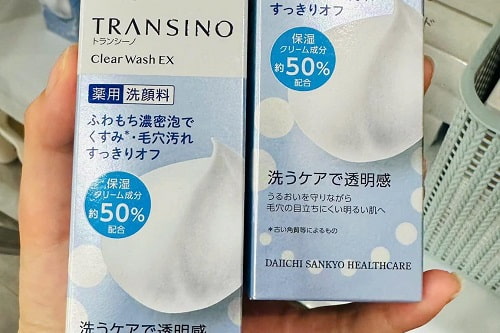 TRANSINO
トランシーノ
Clear Wash EX
薬用 洗顔料
ふわもち濃密泡で
くすみ*・毛穴汚れ
すっきりオフ
保湿
クリーム成分
約50%
配合
洗うケアで透明感
すっきりオフ
保湿
クリーム成分
約50%
配合
洗うケアで透明感
うるおいを守りながら
毛穴の目立ちにくい明るい肌へ
*古い角質等によるもの
DAIICHI SANKYO HEALTHCARE